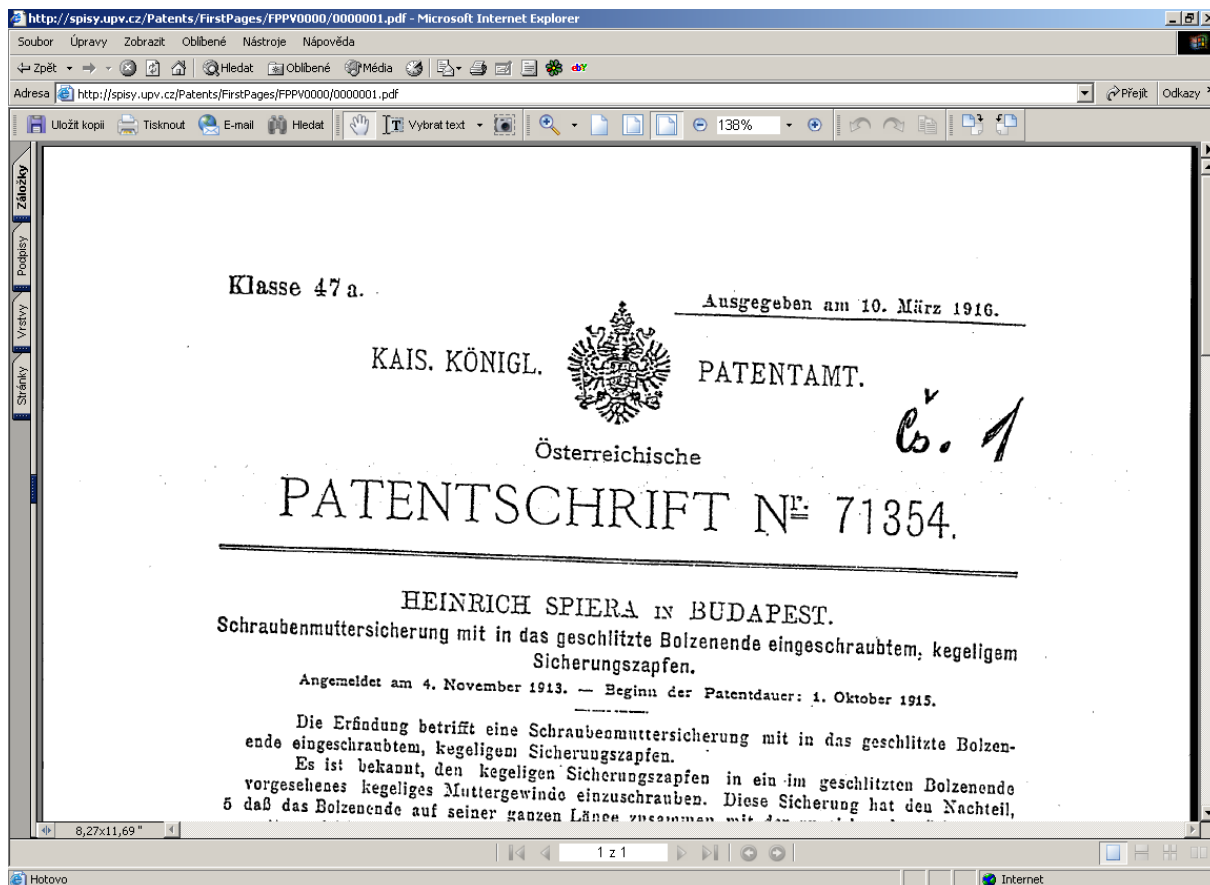 http://spisy.upv.cz/Patents/FirstPages/FPPV0000/0000001.pdf - Microsoft Internet Explorer
Soubor Úpravy Zobrazit Oblíbené Nástroje Nápověda
Zpět Hledat Oblíbené Média ebY
Adresa http://spisy.upv.cz/Patents/FirstPages/FPPV0000/0000001.pdf Přejít Odkazy
Uložit kopii Tisknout E-mail Hledat Vybrat text 138%
Záložky
Podpisy
Vrstvy
Stránky
Klasse 47 a.
Ausgegeben am 10. März 1916.
KAIS. KÖNIGL. PATENTAMT.
Čs. 1
Österreichische
PATENTSCHRIFT Nr. 71354.
HEINRICH SPIERA IN BUDAPEST.
Schraubenmuttersicherung mit in das geschlitzte Bolzenende eingeschraubtem, kegeligem
Sicherungszapfen.
Angemeldet am 4. November 1913. — Beginn der Patentdauer: 1. Oktober 1915.
Die Erfindung betrifft eine Schraubenmuttersicherung mit in das geschlitzte Bolzen-
ende eingeschraubtem, kegeligem Sicherungszapfen.
Es ist bekannt, den kegeligen Sicherungszapfen in ein im geschlitzten Bolzenende
vorgesehenes kegeliges Muttergewinde einzuschrauben. Diese Sicherung hat den Nachteil,
5 daß das Bolzenende auf seiner ganzen Länge zusammen mit der
8,27x11,69 "
1 z 1
Hotovo Internet